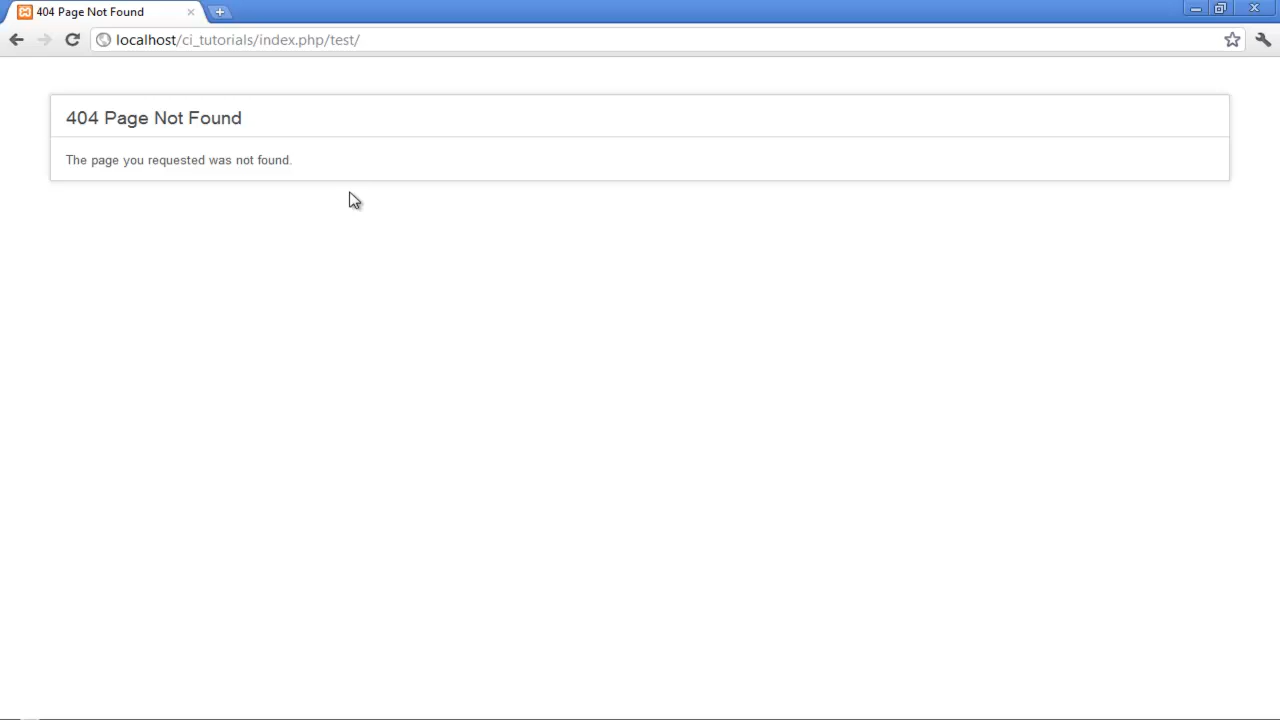 404 Page Not Found
localhost/ci_tutorials/index.php/test/
404 Page Not Found
The page you requested was not found.